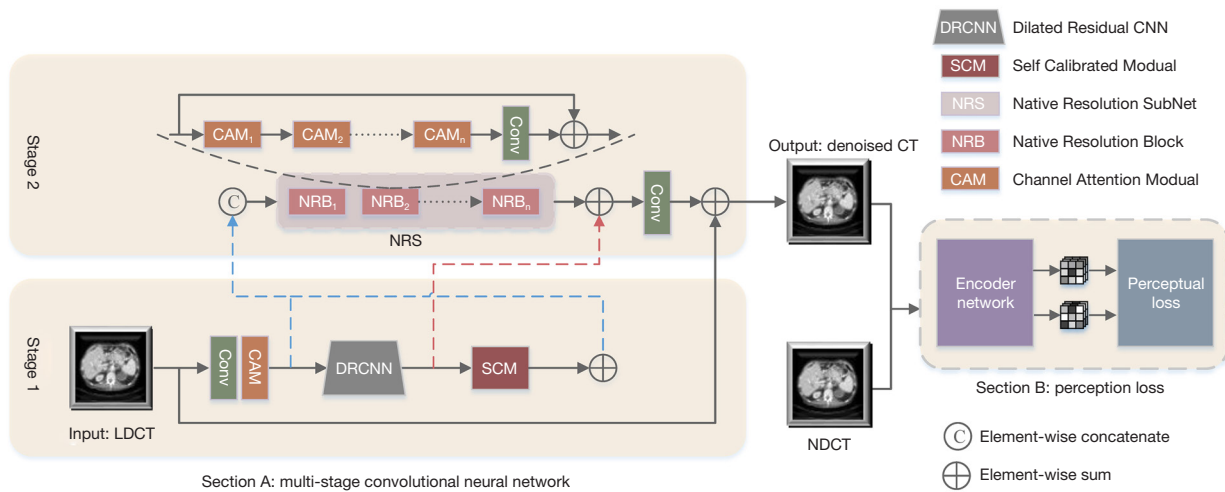 DRCNN Dilated Residual CNN
SCM Self Calibrated Modual
NRS Native Resolution SubNet
NRB Native Resolution Block
CAM Channel Attention Modual
Stage 2
CAM1 CAM2 CAMn Conv
C NRB1 NRB2 NRBn Conv
NRS
Output: denoised CT
Stage 1
Conv CAM DRCNN SCM
Input: LDCT
NDCT
Encoder
network
Perceptual
loss
Section B: perception loss
C Element-wise concatenate
Element-wise sum
Section A: multi-stage convolutional neural network